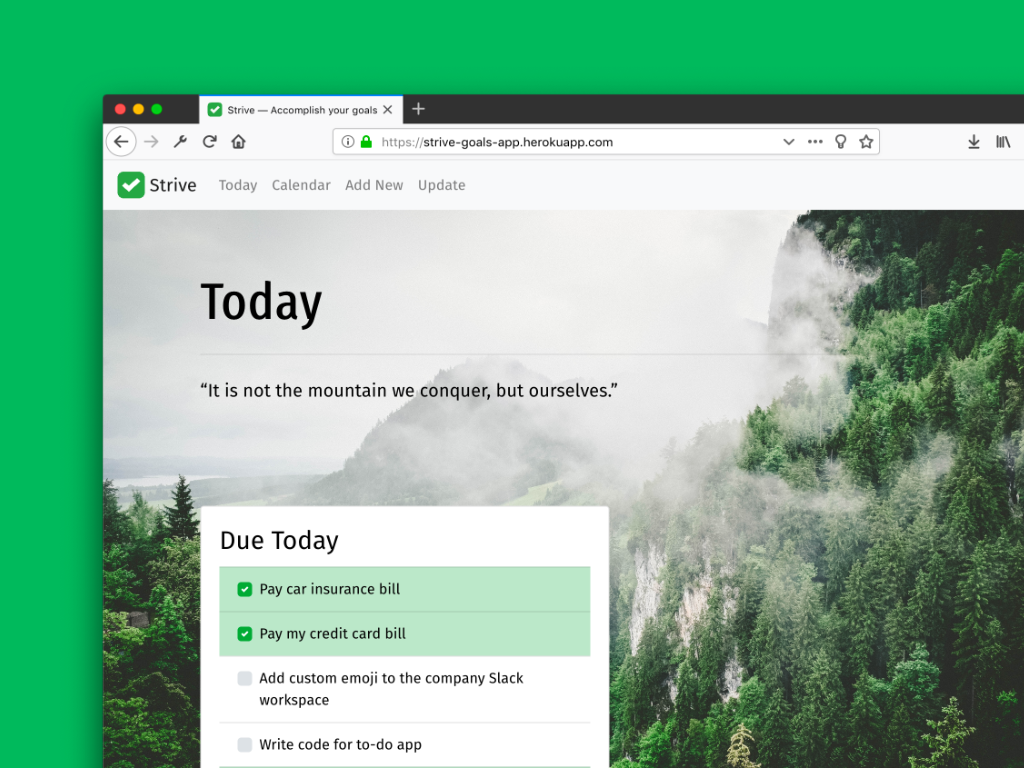 Strive — Accomplish your goals
https://strive-goals-app.herokuapp.com
Strive Today Calendar Add New Update
Today
“It is not the mountain we conquer, but ourselves.”
Due Today
Pay car insurance bill
Pay my credit card bill
Add custom emoji to the company Slack
workspace
Write code for to-do app